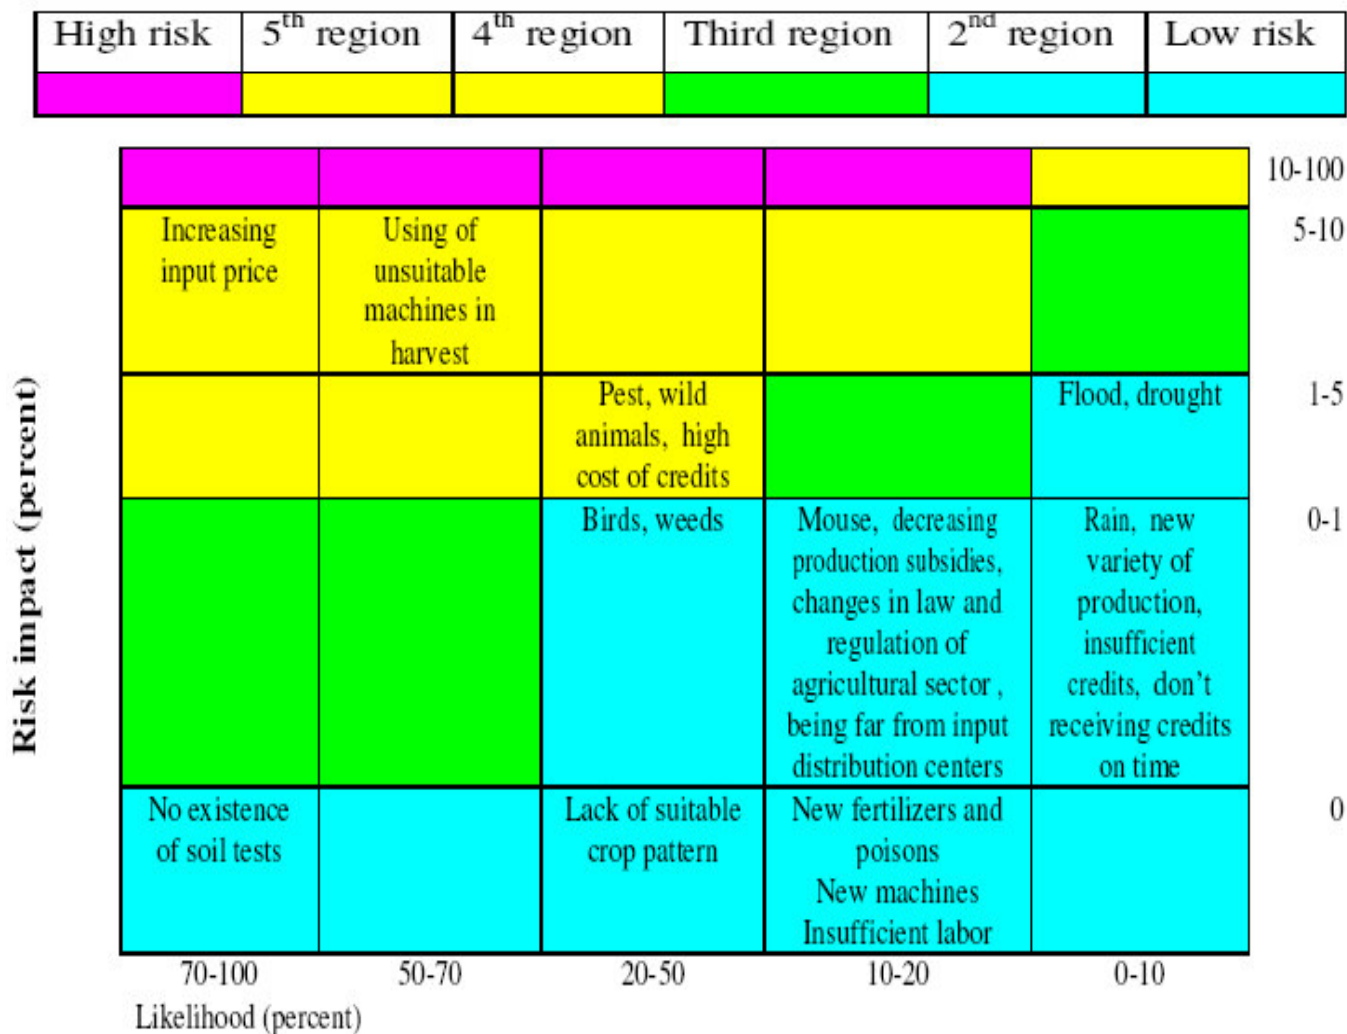 High risk 5th region 4th region Third region 2nd region Low risk
10-100
Increasing
input price
Using of
unsuitable
machines in
harvest
5-10
Pest, wild
animals, high
cost of credits
Flood, drought
1-5
Birds, weeds
Mouse, decreasing
production subsidies,
changes in law and
regulation of
agricultural sector ,
being far from input
distribution centers
Rain, new
variety of
production,
insufficient
credits, don't
receiving credits
on time
0-1
No existence
of soil tests
Lack of suitable
crop pattern
New fertilizers and
poisons
New machines
Insufficient labor
0
Risk impact (percent)
70-100 50-70 20-50 10-20 0-10
Likelihood (percent)